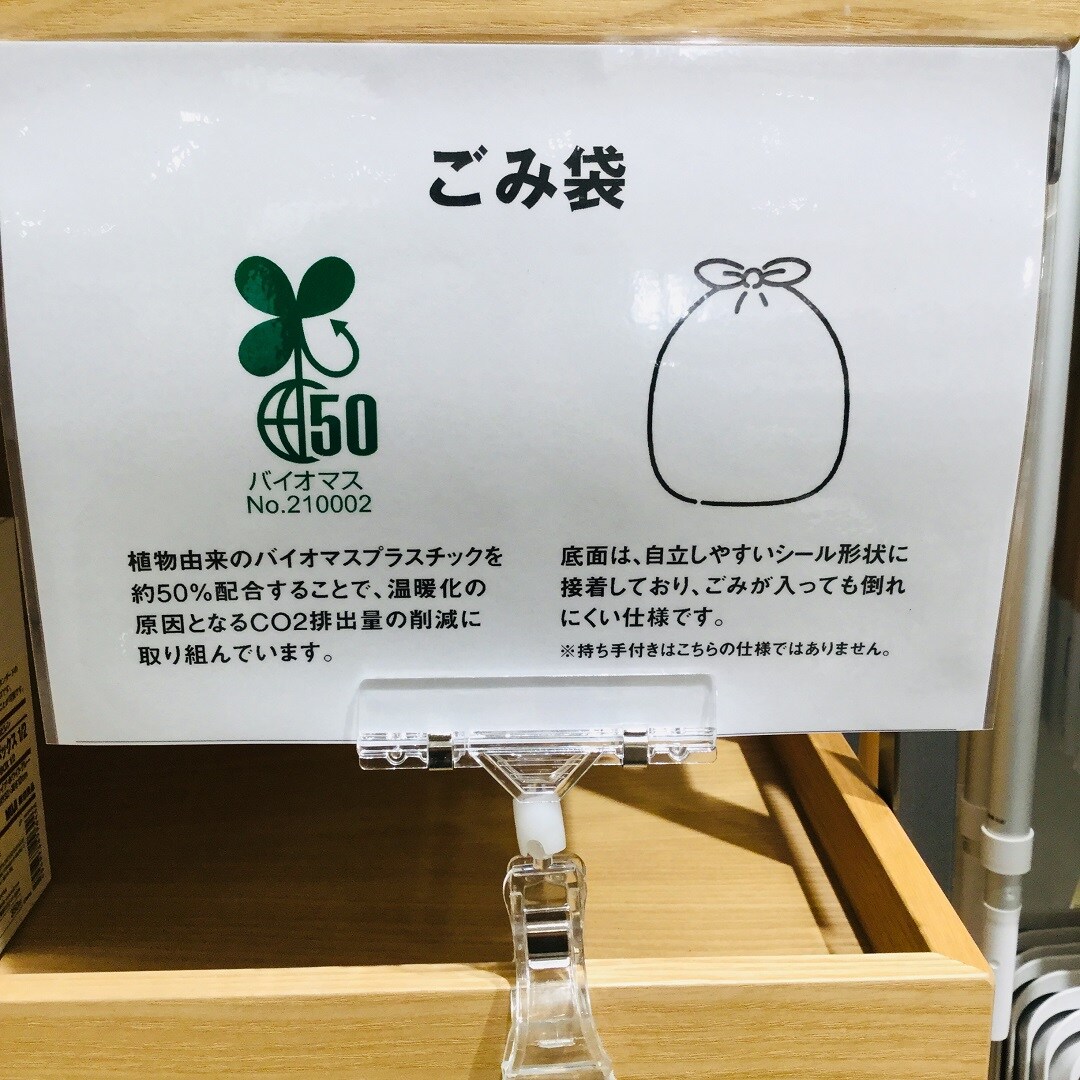 ごみ袋
50
バイオマス
No.210002
植物由来のバイオマスプラスチックを
約50%配合することで、温暖化の
原因となるCO2排出量の削減に
取り組んでいます。
底面は、自立しやすいシール形状に
接着しており、ごみが入っても倒れ
にくい仕様です。
※持ち手付きはこちらの仕様ではありません。